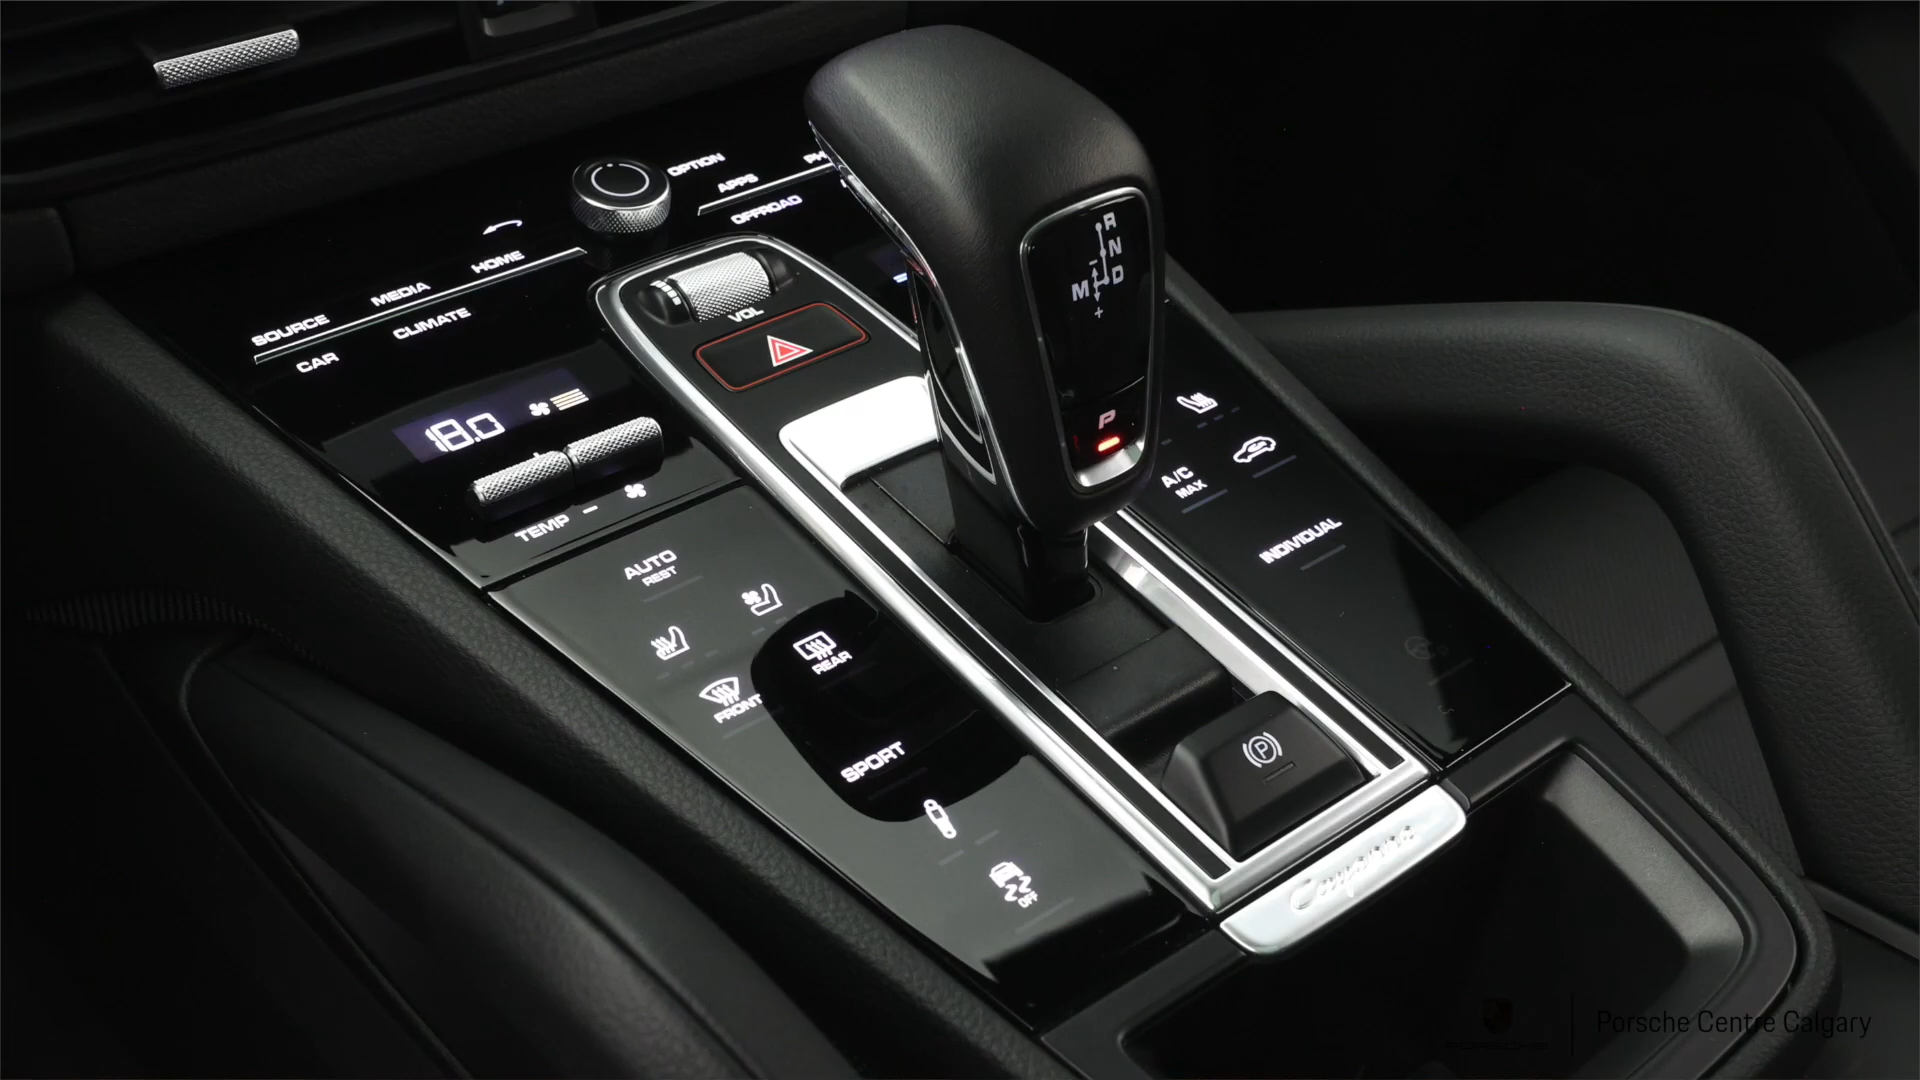 OPTION
APPS
OFFROAD
HOME
MEDIA
SOURCE
CLIMATE
CAR
VOL
R
N
M D
-
+
P
18.0
TEMP -
AUTO
REST
REAR
FRONT
SPORT
OFF
A/C
MAX
INDIVIDUAL
(P)
Cayenne
Porsche Centre Calgary